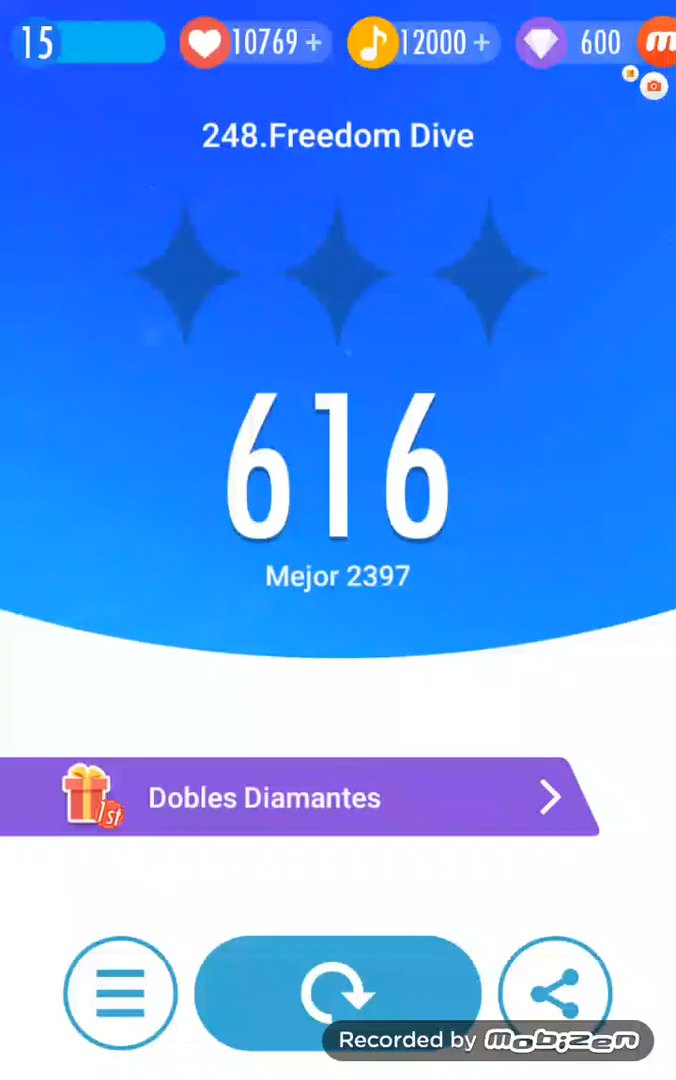 15 10769 + 12000 + 600 m
248.Freedom Dive
616
Mejor 2397
1st Dobles Diamantes
Recorded by mobizen